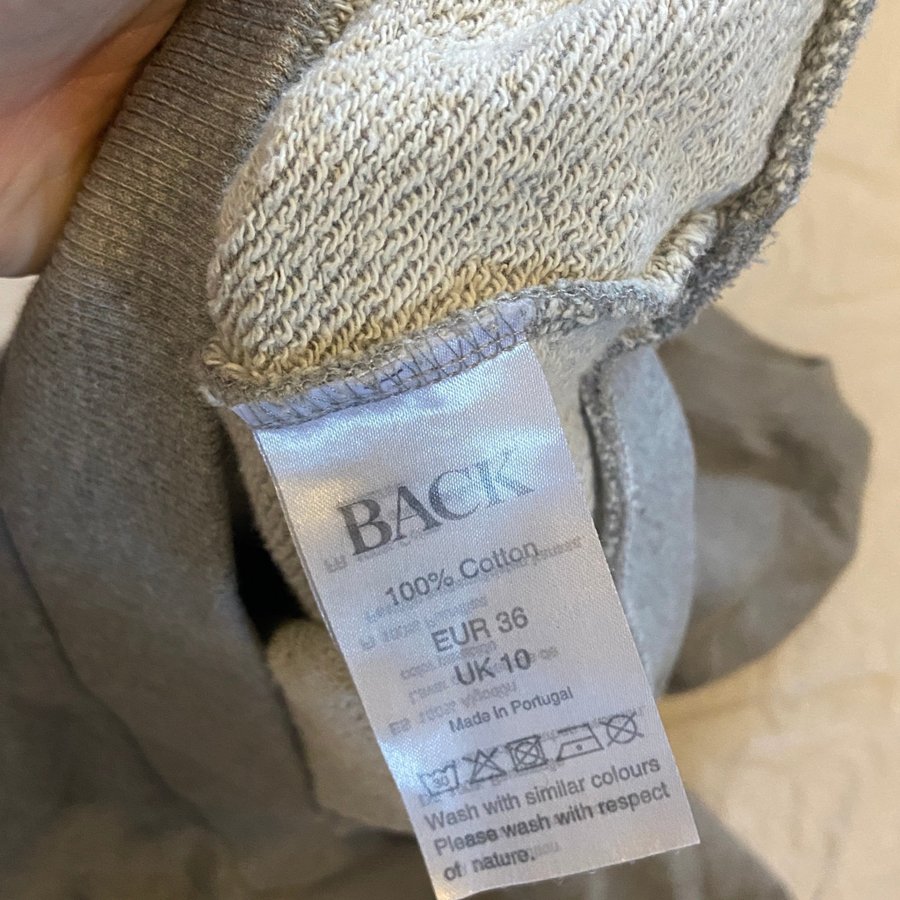 BACK
100% Cotton
EUR 36
UK 10
Made in Portugal
30
Wash with similar colours
Please wash with respect
of nature.